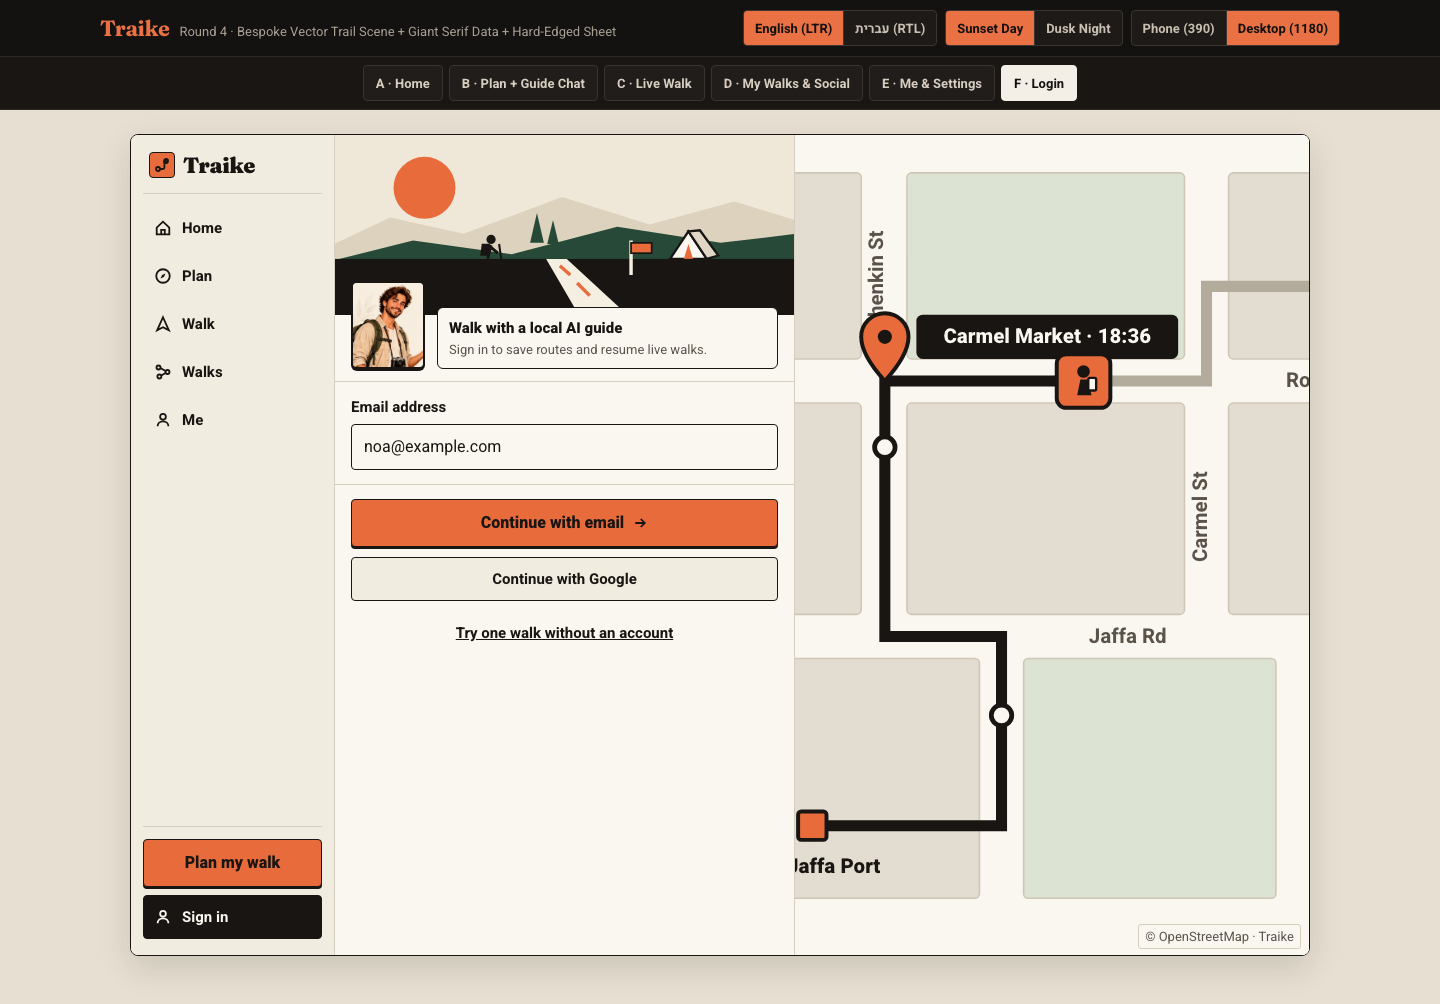 Traike
Round 4 · Bespoke Vector Trail Scene + Giant Serif Data + Hard-Edged Sheet
English (LTR)
עברית (RTL)
Sunset Day
Dusk Night
Phone (390)
Desktop (1180)
A · Home
B · Plan + Guide Chat
C · Live Walk
D · My Walks & Social
E · Me & Settings
F · Login
Traike
Home
Plan
Walk
Walks
Me
Plan my walk
Sign in
Walk with a local AI guide
Sign in to save routes and resume live walks.
Email address
noa@example.com
Continue with email →
Continue with Google
Try one walk without an account
henkin St
Carmel Market · 18:36
Ro
Carmel St
Jaffa Rd
Jaffa Port
© OpenStreetMap · Traike